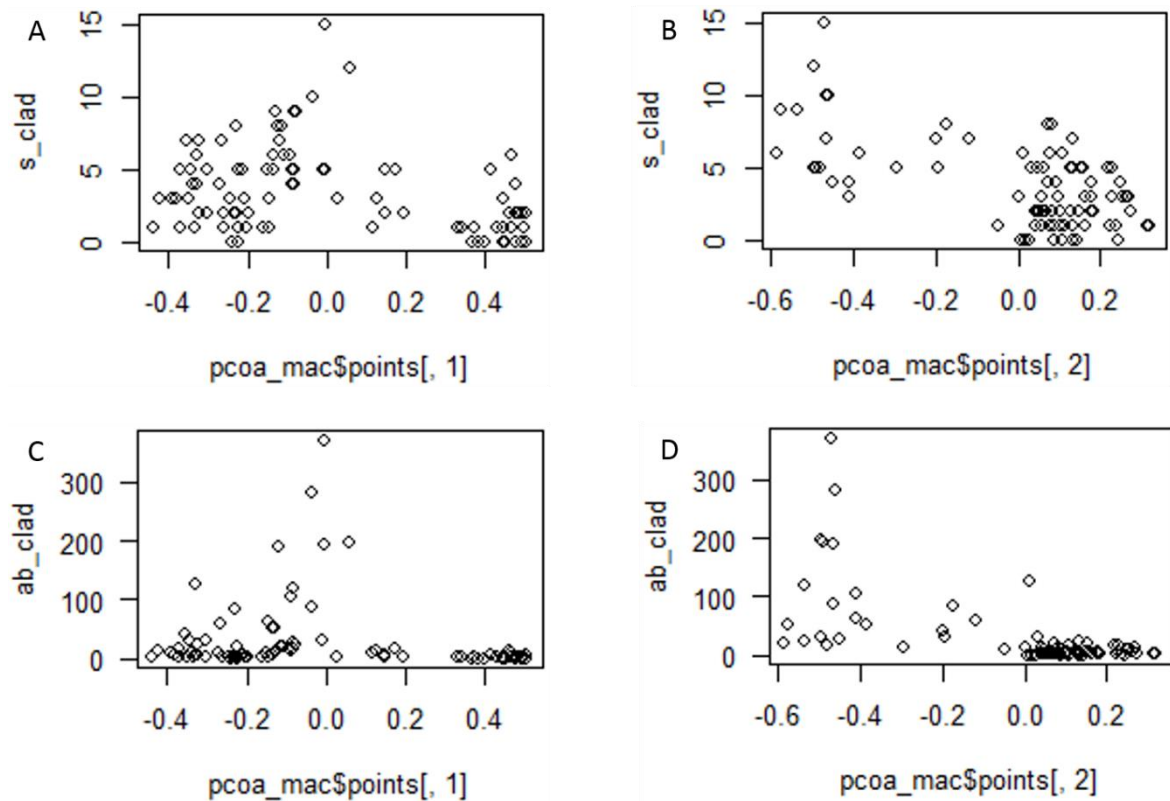 A
s_clad
0 5 10 15
-0.4 -0.2 0.0 0.2 0.4
pcoa_mac$points[, 1]
B
s_clad
0 5 10 15
-0.6 -0.4 -0.2 0.0 0.2
pcoa_mac$points[, 2]
C
ab_clad
300
200
100
0
-0.4 -0.2 0.0 0.2 0.4
pcoa_mac$points[, 1]
D
ab_clad
300
200
100
0
-0.6 -0.4 -0.2 0.0 0.2
pcoa_mac$points[, 2]